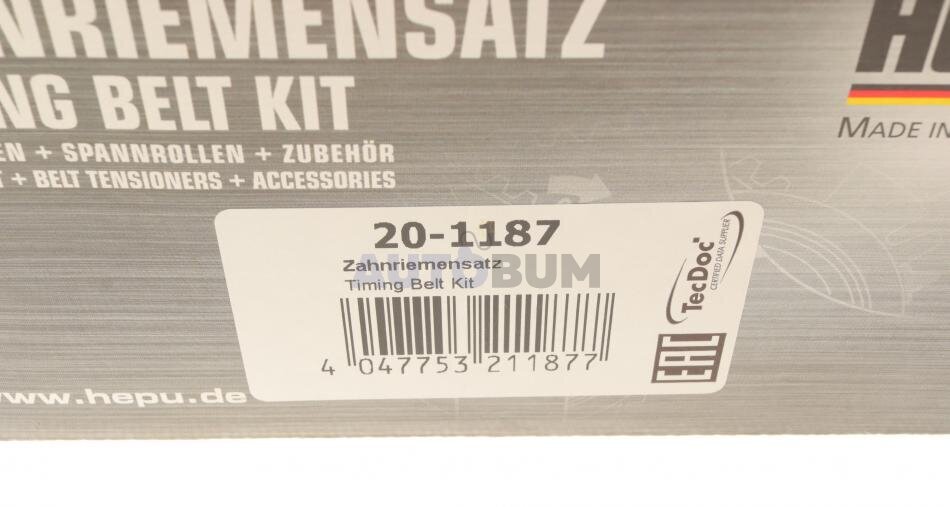 NRIEMENSATZ
NG BELT KIT
EN + SPANNROLLEN + ZUBEHÖR
T + BELT TENSIONERS + ACCESSORIES
MADE IN
20-1187
Zahnriemensatz
AUTOBUM
Timing Belt Kit
4 047753 211877
TecDoc
CERTIFIED DATA SUPPLIER
EAC
www.hepu.de